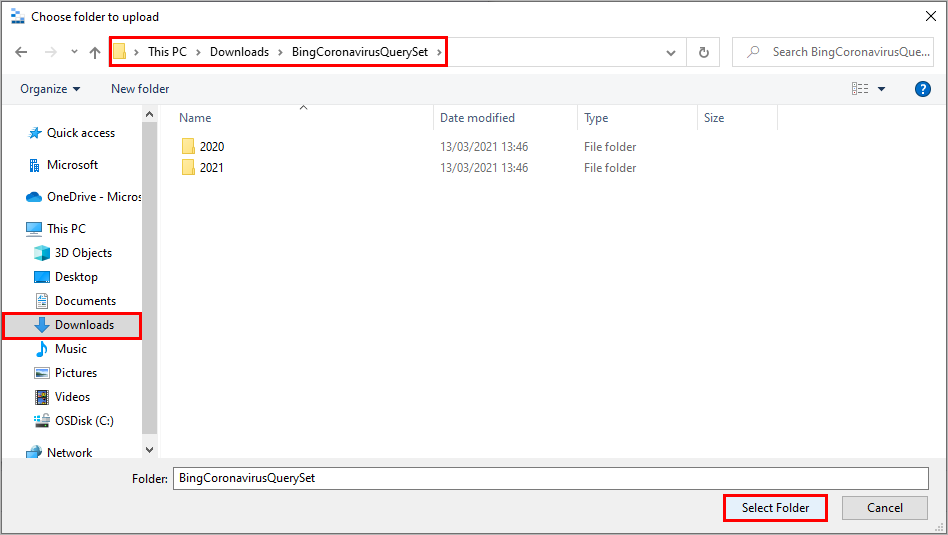 Choose folder to upload
This PC Downloads BingCoronavirusQuerySet
Search BingCoronavirusQue...
Organize
New folder
?
Name Date modified Type Size
2020 13/03/2021 13:46 File folder
2021 13/03/2021 13:46 File folder
Quick access
Microsoft
OneDrive - Micros
This PC
3D Objects
Desktop
Documents
Downloads
Music
Pictures
Videos
OSDisk (C:)
Network
Folder: BingCoronavirusQuerySet
Select Folder Cancel